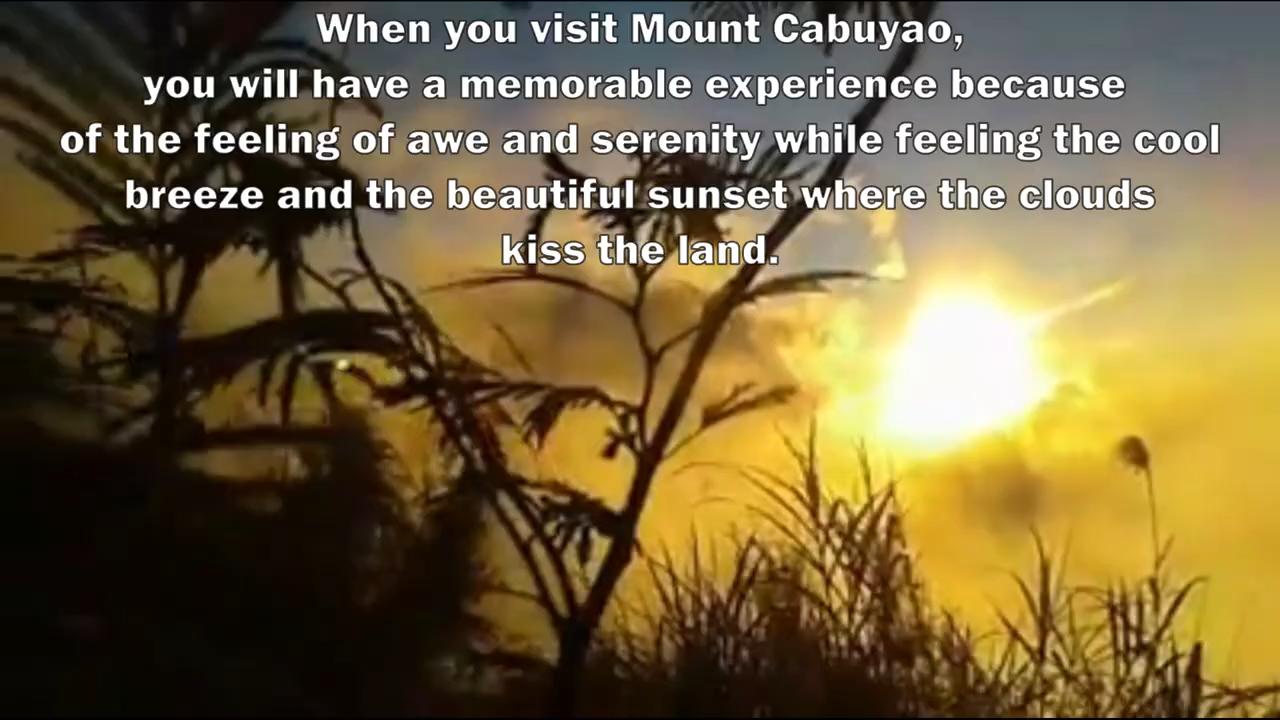 When you visit Mount Cabuyao,
you will have a memorable experience because
of the feeling of awe and serenity while feeling the cool
breeze and the beautiful sunset where the clouds
kiss the land.